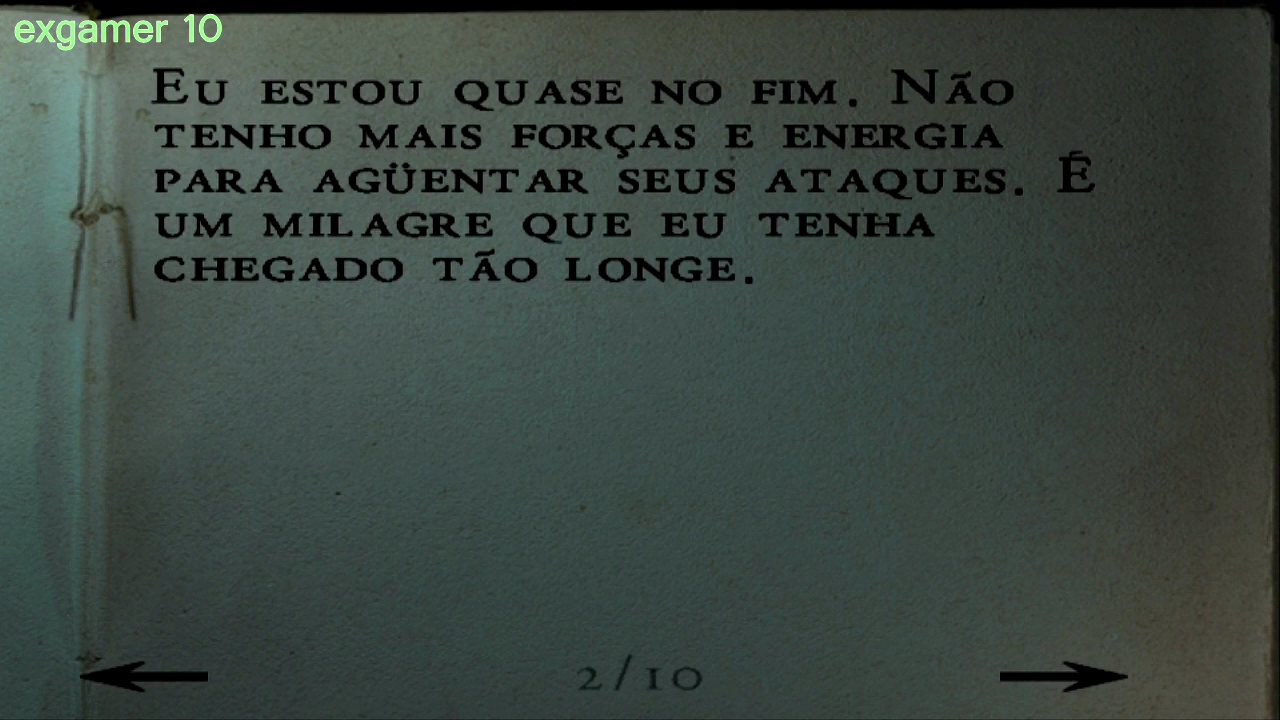 exgamer 10
Eu estou quase no fim. Não
tenho mais forças e energia
para agüentar seus ataques. É
um milagre que eu tenha
chegado tão longe.
2/10